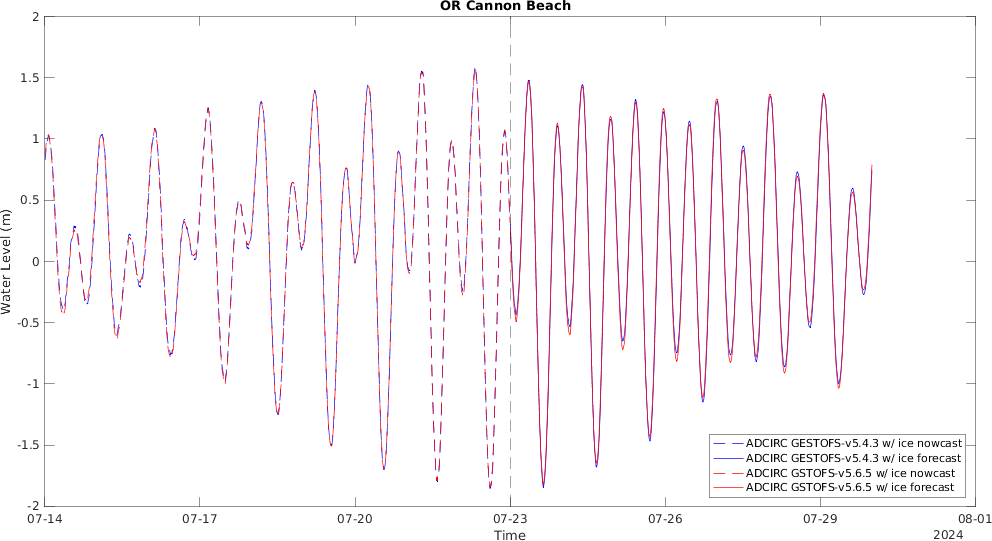 OR Cannon Beach
2
1.5
1
0.5
0
-0.5
-1
-1.5
-2
Water Level (m)
ADCIRC GESTOFS-v5.4.3 w/ ice nowcast
ADCIRC GESTOFS-v5.4.3 w/ ice forecast
ADCIRC GSTOFS-v5.6.5 w/ ice nowcast
ADCIRC GSTOFS-v5.6.5 w/ ice forecast
07-14 07-17 07-20 07-23 07-26 07-29 08-01
Time
2024